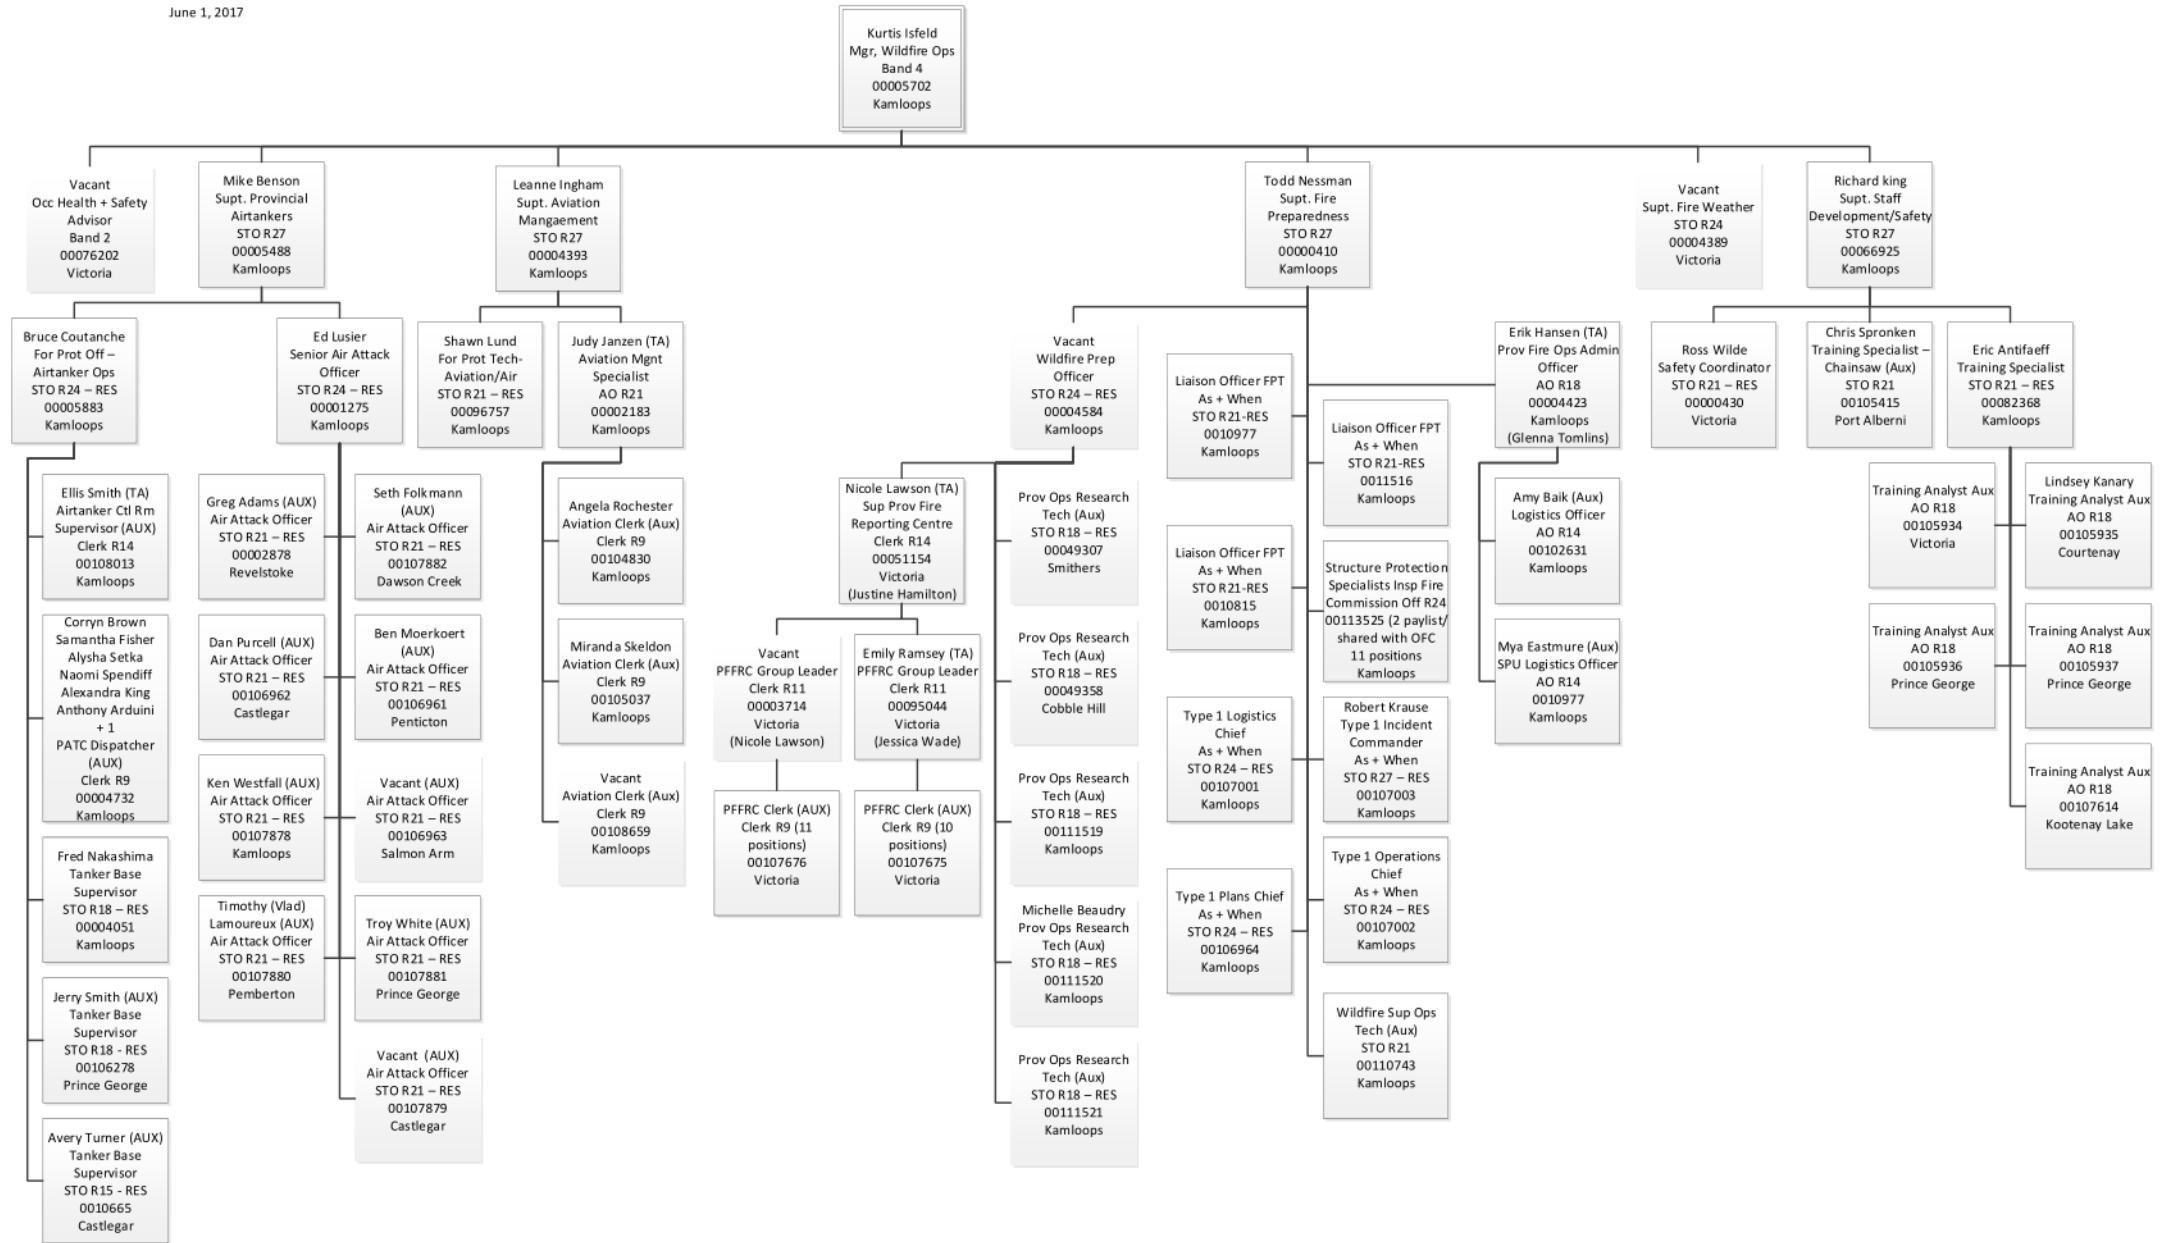 June 1, 2017
Kurtis Isfeld
Mgr, Wildfire Ops
Band 4
00005702
Kamloops
Vacant
Occ Health + Safety
Advisor
Band 2
00076202
Victoria
Mike Benson
Supt. Provincial
Airtankers
STO R27
00005488
Kamloops
Leanne Ingham
Supt. Aviation
Mangaement
STO R27
00004393
Kamloops
Todd Nessman
Supt. Fire
Preparedness
STO R27
00000410
Kamloops
Vacant
Supt. Fire Weather
STO R24
00004389
Victoria
Richard king
Supt. Staff
Development/Safety
STO R27
00066925
Kamloops
Bruce Coutanche
For Prot Off –
Airtanker Ops
STO R24 – RES
00005883
Kamloops
Ed Lusier
Senior Air Attack
Officer
STO R24 – RES
00001275
Kamloops
Shawn Lund
For Prot Tech-
Aviation/Air
STO R21 – RES
00096757
Kamloops
Judy Janzen (TA)
Aviation Mgnt
Specialist
AO R21
00002183
Kamloops
Vacant
Wildfire Prep
Officer
STO R24 – RES
00004584
Kamloops
Liaison Officer FPT
As + When
STO R21-RES
0010977
Kamloops
Liaison Officer FPT
As + When
STO R21-RES
0011516
Kamloops
Erik Hansen (TA)
Prov Fire Ops Admin
Officer
AO R18
00004423
Kamloops
(Glenna Tomlins)
Ross Wilde
Safety Coordinator
STO R21 – RES
00000430
Victoria
Chris Spronken
Training Specialist –
Chainsaw (Aux)
STO R21
00105415
Port Alberni
Eric Antifaeff
Training Specialist
STO R21 – RES
00082368
Kamloops
Ellis Smith (TA)
Airtanker Ctl Rm
Supervisor (AUX)
Clerk R14
00108013
Kamloops
Corryn Brown
Samantha Fisher
Alysha Setka
Naomi Spendiff
Alexandra King
Anthony Arduini
+ 1
PATC Dispatcher
(AUX)
Clerk R9
00004732
Kamloops
Fred Nakashima
Tanker Base
Supervisor
STO R18 – RES
00004051
Kamloops
Jerry Smith (AUX)
Tanker Base
Supervisor
STO R18 - RES
00106278
Prince George
Avery Turner (AUX)
Tanker Base
Supervisor
STO R15 - RES
0010665
Castlegar
Greg Adams (AUX)
Air Attack Officer
STO R21 – RES
00002878
Revelstoke
Seth Folkmann
(AUX)
Air Attack Officer
STO R21 – RES
00107882
Dawson Creek
Dan Purcell (AUX)
Air Attack Officer
STO R21 – RES
00106962
Castlegar
Ben Moerkoert
(AUX)
Air Attack Officer
STO R21 – RES
00106961
Penticton
Ken Westfall (AUX)
Air Attack Officer
STO R21 – RES
00107878
Kamloops
Vacant (AUX)
Air Attack Officer
STO R21 – RES
00106963
Salmon Arm
Timothy (Vlad)
Lamoureux (AUX)
Air Attack Officer
STO R21 – RES
00107880
Pemberton
Troy White (AUX)
Air Attack Officer
STO R21 – RES
00107881
Prince George
Vacant (AUX)
Air Attack Officer
STO R21 – RES
00107879
Castlegar
Angela Rochester
Aviation Clerk (Aux)
Clerk R9
00104830
Kamloops
Miranda Skeldon
Aviation Clerk (Aux)
Clerk R9
00105037
Kamloops
Vacant
Aviation Clerk (Aux)
Clerk R9
00108659
Kamloops
Nicole Lawson (TA)
Sup Prov Fire
Reporting Centre
Clerk R14
00051154
Victoria
(Justine Hamilton)
Vacant
PFFRC Group Leader
Clerk R11
00003714
Victoria
(Nicole Lawson)
Emily Ramsey (TA)
PFFRC Group Leader
Clerk R11
00095044
Victoria
(Jessica Wade)
PFFRC Clerk (AUX)
Clerk R9 (11
positions)
00107676
Victoria
PFFRC Clerk (AUX)
Clerk R9 (10
positions)
00107675
Victoria
Prov Ops Research
Tech (Aux)
STO R18 – RES
00049307
Smithers
Prov Ops Research
Tech (Aux)
STO R18 – RES
00049358
Cobble Hill
Prov Ops Research
Tech (Aux)
STO R18 – RES
00111519
Kamloops
Michelle Beaudry
Prov Ops Research
Tech (Aux)
STO R18 – RES
00111520
Kamloops
Prov Ops Research
Tech (Aux)
STO R18 – RES
00111521
Kamloops
Liaison Officer FPT
As + When
STO R21-RES
0010815
Kamloops
Structure Protection
Specialists Insp Fire
Commission Off R24
00113525 (2 paylist/
shared with OFC
11 positions
Kamloops
Type 1 Logistics
Chief
As + When
STO R24 – RES
00107001
Kamloops
Robert Krause
Type 1 Incident
Commander
As + When
STO R27 – RES
00107003
Kamloops
Type 1 Plans Chief
As + When
STO R24 – RES
00106964
Kamloops
Type 1 Operations
Chief
As + When
STO R24 – RES
00107002
Kamloops
Wildfire Sup Ops
Tech (Aux)
STO R21
00110743
Kamloops
Amy Baik (Aux)
Logistics Officer
AO R14
00102631
Kamloops
Mya Eastmure (Aux)
SPU Logistics Officer
AO R14
0010977
Kamloops
Training Analyst Aux
AO R18
00105934
Victoria
Lindsey Kanary
Training Analyst Aux
AO R18
00105935
Courtenay
Training Analyst Aux
AO R18
00105936
Prince George
Training Analyst Aux
AO R18
00105937
Prince George
Training Analyst Aux
AO R18
00107614
Kootenay Lake